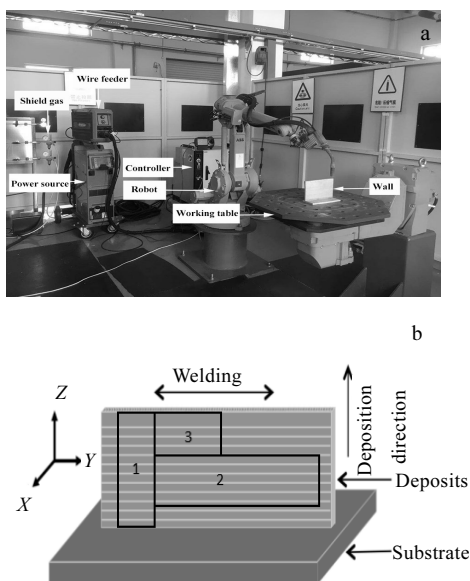 a
Wire feeder
Shield gas
Controller
Power source
Robot
Wall
Working table
b
Welding
Z
Y
X
1
3
2
Deposition
direction
Deposits
Substrate